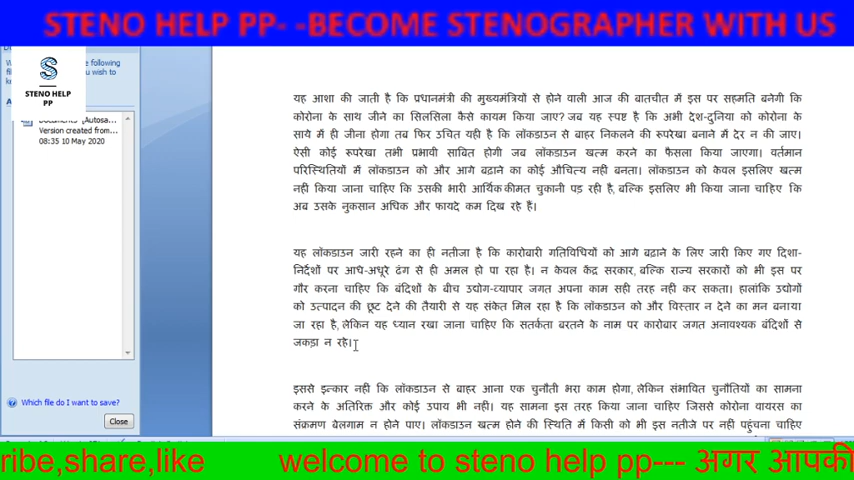 STENO HELP PP- -BECOME STENOGRAPHER WITH US
W
e following
fil
u wish to
k
STENO HELP
PP
A
[Autosa...
Version created from...
08:35 10 May 2020
Which file do I want to save?
Close
यह आशा की जाती है कि प्रधानमंत्री की मुख्यमंत्रियों से होने वाली आज की बातचीत में इस पर सहमति बनेगी कि
कोरोना के साथ जीने का सिलसिला कैसे कायम किया जाए? जब यह स्पष्ट है कि अभी देश-दुनिया को कोरोना के
साये में ही जीना होगा तब फिर उचित यही है कि लॉकडाउन से बाहर निकलने की रूपरेखा बनाने में देर न की जाए।
ऐसी कोई रूपरेखा तभी प्रभावी साबित होगी जब लॉकडाउन खत्म करने का फैसला किया जाएगा। वर्तमान
परिस्थितियों में लॉकडाउन को और आगे बढ़ाने का कोई औचित्य नहीं बनता। लॉकडाउन को केवल इसलिए खत्म
नहीं किया जाना चाहिए कि उसकी भारी आर्थिक कीमत चुकानी पड़ रही है, बल्कि इसलिए भी किया जाना चाहिए कि
अब उसके नुकसान अधिक और फायदे कम दिख रहे हैं।
यह लॉकडाउन जारी रहने का ही नतीजा है कि कारोबारी गतिविधियों को आगे बढ़ाने के लिए जारी किए गए दिशा-
निर्देशों पर आधे-अधूरे ढंग से ही अमल हो पा रहा है। न केवल केंद्र सरकार, बल्कि राज्य सरकारों को भी इस पर
गौर करना चाहिए कि बंदिशों के बीच उद्योग-व्यापार जगत अपना काम सही तरह नहीं कर सकता। हालांकि उद्योगों
को उत्पादन की छूट देने की तैयारी से यह संकेत मिल रहा है कि लॉकडाउन को और विस्तार न देने का मन बनाया
जा रहा है, लेकिन यह ध्यान रखा जाना चाहिए कि सतर्कता बरतने के नाम पर कारोबार जगत अनावश्यक बंदिशों से
जकड़ा न रहे।
इससे इन्कार नहीं कि लॉकडाउन से बाहर आना एक चुनौती भरा काम होगा, लेकिन संभावित चुनौतियों का सामना
करने के अतिरिक्त और कोई उपाय भी नहीं। यह सामना इस तरह किया जाना चाहिए जिससे कोरोना वायरस का
संक्रमण बेलगाम न होने पाए। लॉकडाउन खत्म होने की स्थिति में किसी को भी इस नतीजे पर नहीं पहुंचना चाहिए
ribe,share,like welcome to steno help pp--- अगर आपकी